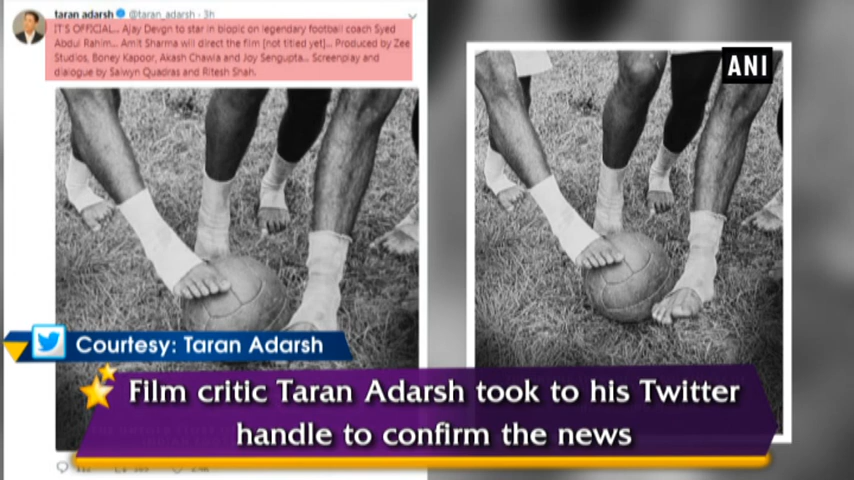 taran adarsh @taran_adarsh · 3h
IT'S OFFICIAL... Ajay Devgn to star in biopic on legendary football coach Syed
Abdul Rahim... Amit Sharma will direct the film [not titled yet]... Produced by Zee
Studios, Boney Kapoor, Akash Chawla and Joy Sengupta... Screenplay and
dialogue by Saiwyn Quadras and Ritesh Shah.
ANI
Courtesy: Taran Adarsh
Film critic Taran Adarsh took to his Twitter
handle to confirm the news